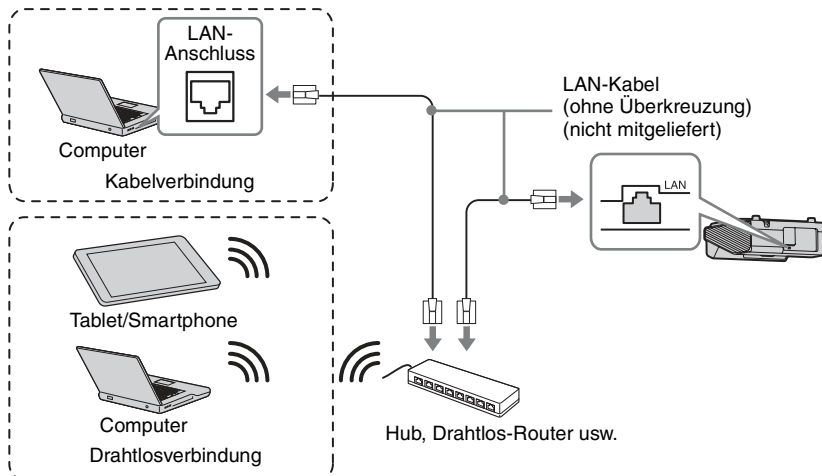 LAN-
Anschluss
Computer
Kabelverbindung
LAN-Kabel
(ohne Überkreuzung)
(nicht mitgeliefert)
LAN
Tablet/Smartphone
Computer
Drahtlosverbindung
Hub, Drahtlos-Router usw.